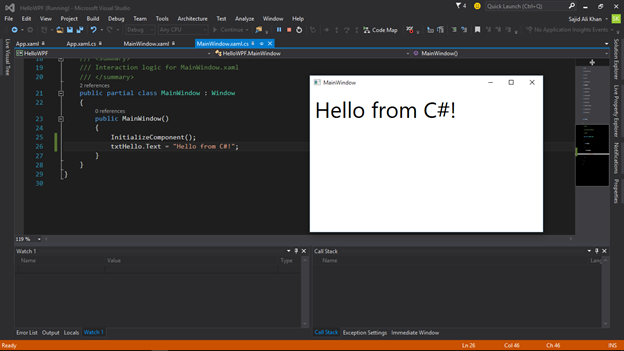 HelloWPF (Running) - Microsoft Visual Studio
4
Quick Launch (Ctrl+Q)
File Edit View Project Build Debug Team Tools Architecture Test Analyze Window Help
Sajid Ali Khan
Debug Any CPU Continue Code Map No Application Insights Events
Live Visual Tree
App.xaml App.xaml.cs MainWindow.xaml MainWindow.xaml.cs
HelloWPF HelloWPF.MainWindow MainWindow()
18 /// <summary>
19 /// Interaction logic for MainWindow.xaml
20 /// </summary>
2 references
21 public partial class MainWindow : Window
22 {
0 references
23 public MainWindow()
24 {
25 InitializeComponent();
26 txtHello.Text = "Hello from C#!";
27 }
28 }
29 }
30
MainWindow
Hello from C#!
Solution Explorer
Live Property Explorer
Notifications
Properties
119 %
Watch 1
Name Value Type
Error List Output Locals Watch 1
Call Stack
Name Lang
Call Stack Exception Settings Immediate Window
Ready Ln 26 Col 46 Ch 46 INS